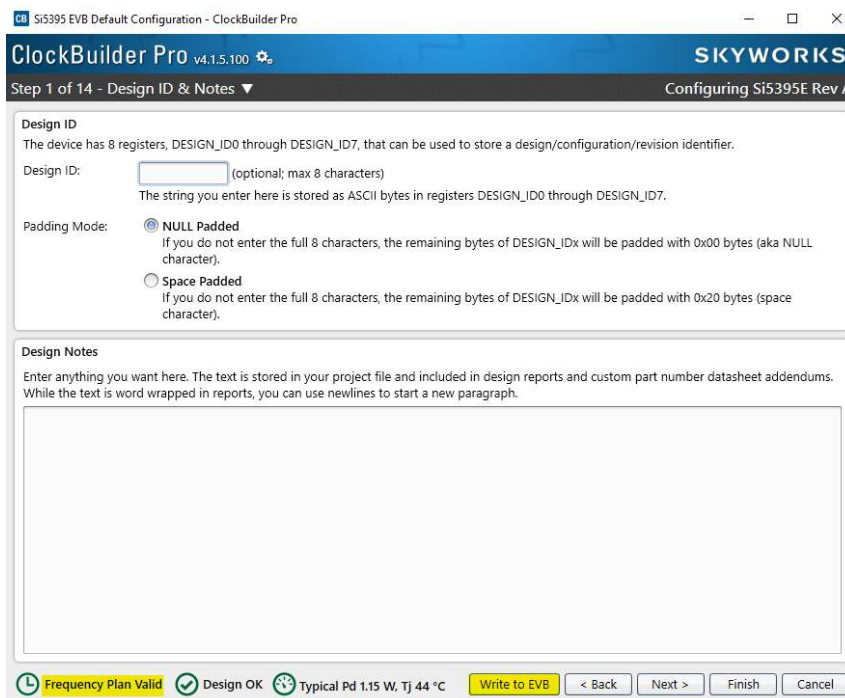 CB Si5395 EVB Default Configuration - ClockBuilder Pro
ClockBuilder Pro v4.1.5.100
SKYWORKS
Step 1 of 14 - Design ID & Notes ▼
Configuring Si5395E Rev
Design ID
The device has 8 registers, DESIGN_ID0 through DESIGN_ID7, that can be used to store a design/configuration/revision identifier.
Design ID: (optional; max 8 characters)
The string you enter here is stored as ASCII bytes in registers DESIGN_ID0 through DESIGN_ID7.
Padding Mode: NULL Padded
If you do not enter the full 8 characters, the remaining bytes of DESIGN_IDx will be padded with 0x00 bytes (aka NULL
character).
Space Padded
If you do not enter the full 8 characters, the remaining bytes of DESIGN_IDx will be padded with 0x20 bytes (space
character).
Design Notes
Enter anything you want here. The text is stored in your project file and included in design reports and custom part number datasheet addendums.
While the text is word wrapped in reports, you can use newlines to start a new paragraph.
Frequency Plan Valid Design OK Typical Pd 1.15 W, Tj 44 °C Write to EVB < Back Next > Finish Cancel